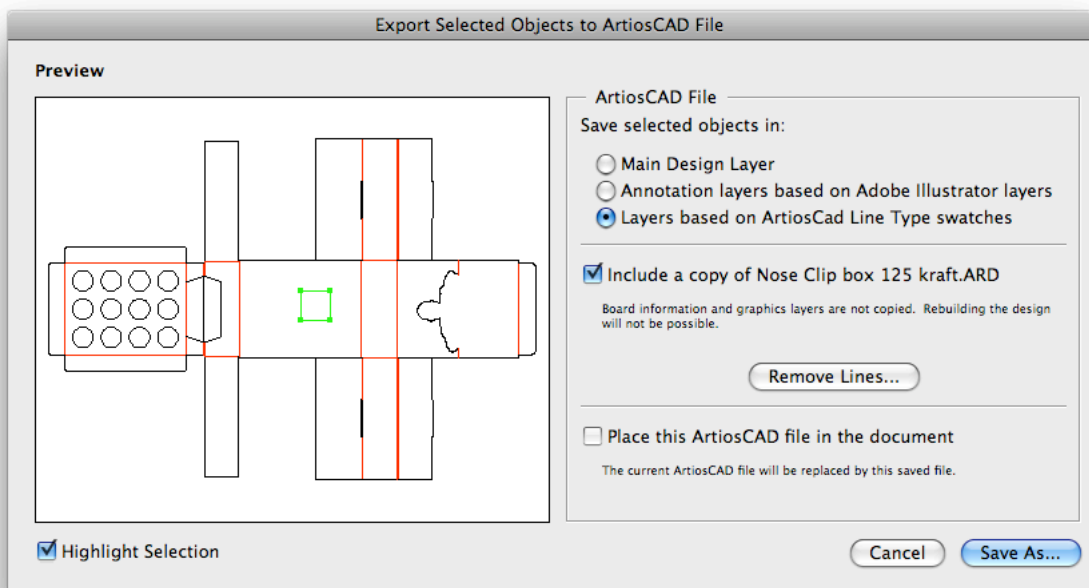 Export Selected Objects to ArtiosCAD File
Preview
ArtiosCAD File
Save selected objects in:
Main Design Layer
Annotation layers based on Adobe Illustrator layers
Layers based on ArtiosCad Line Type swatches
Include a copy of Nose Clip box 125 kraft.ARD
Board information and graphics layers are not copied. Rebuilding the design
will not be possible.
Remove Lines...
Place this ArtiosCAD file in the document
The current ArtiosCAD file will be replaced by this saved file.
Highlight Selection
Cancel
Save As...